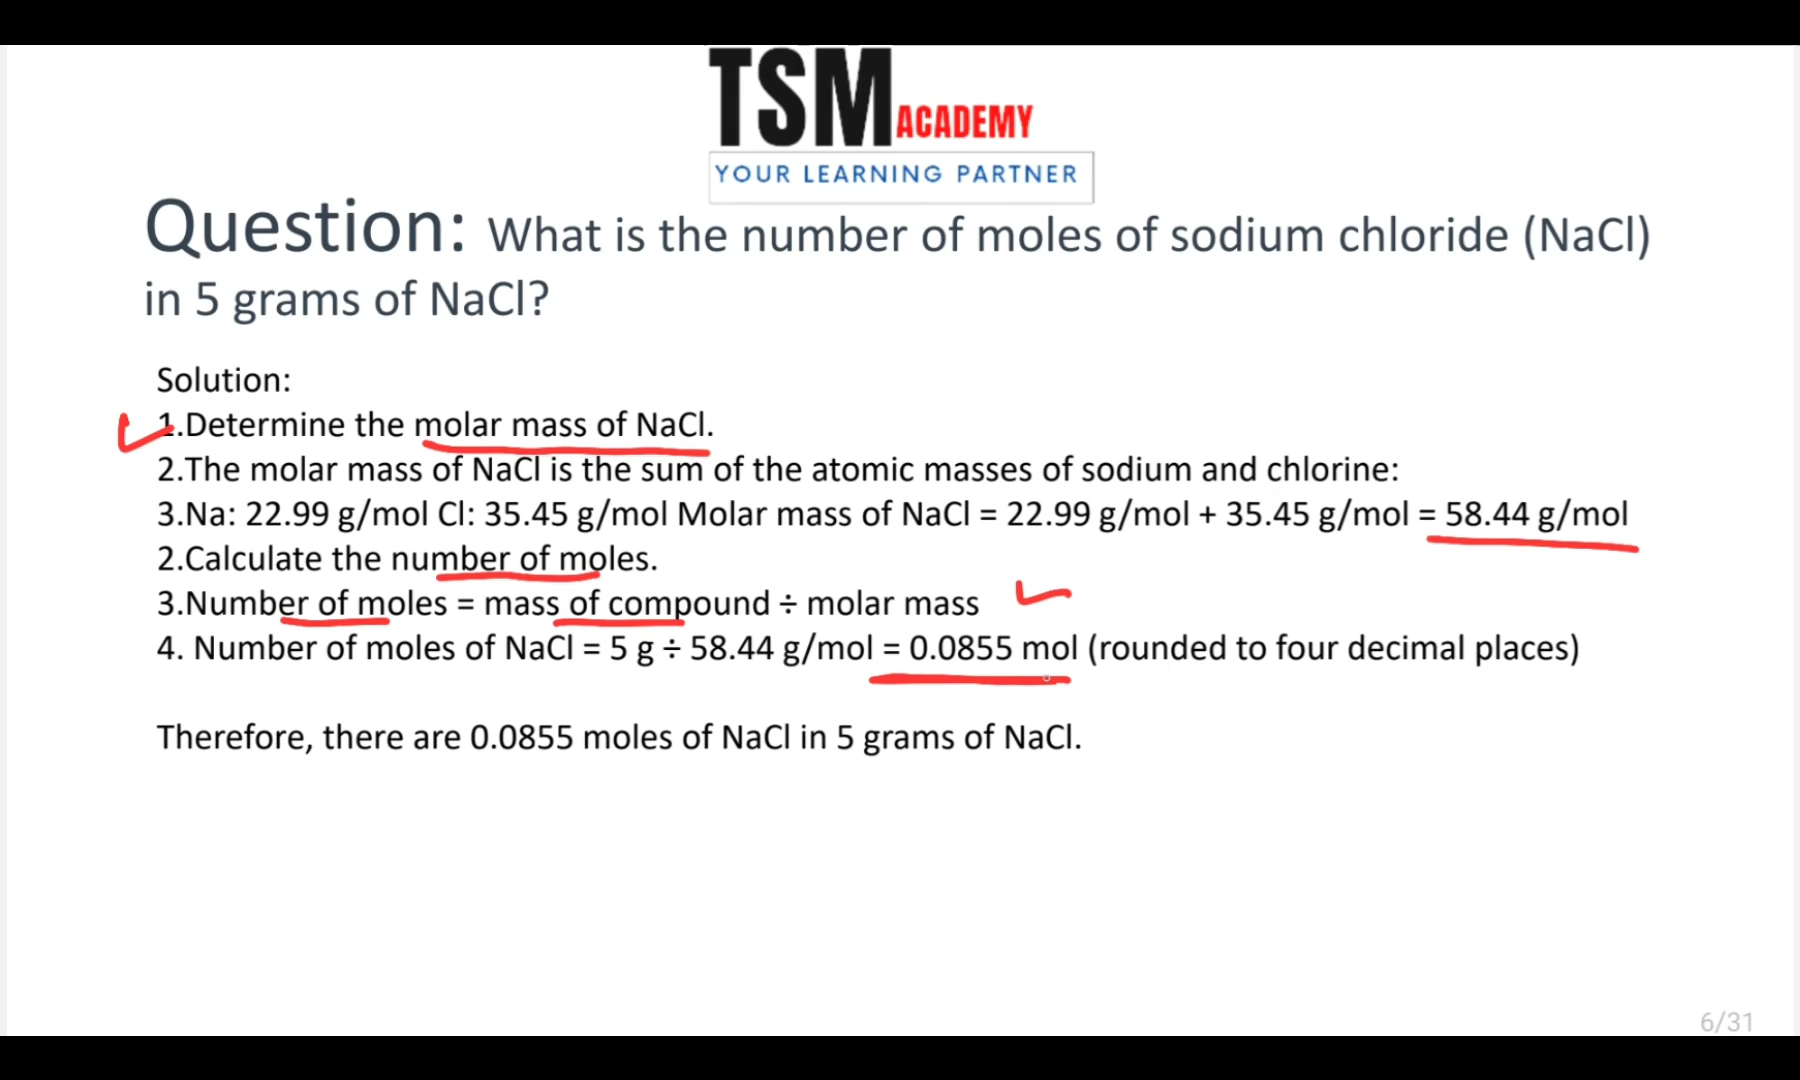 TSM ACADEMY
YOUR LEARNING PARTNER
Question: What is the number of moles of sodium chloride (NaCl)
in 5 grams of NaCl?
Solution:
1.Determine the molar mass of NaCl.
2.The molar mass of NaCl is the sum of the atomic masses of sodium and chlorine:
3.Na: 22.99 g/mol Cl: 35.45 g/mol Molar mass of NaCl = 22.99 g/mol + 35.45 g/mol = 58.44 g/mol
2.Calculate the number of moles.
3.Number of moles = mass of compound ÷ molar mass
4. Number of moles of NaCl = 5 g ÷ 58.44 g/mol = 0.0855 mol (rounded to four decimal places)
Therefore, there are 0.0855 moles of NaCl in 5 grams of NaCl.
6/31